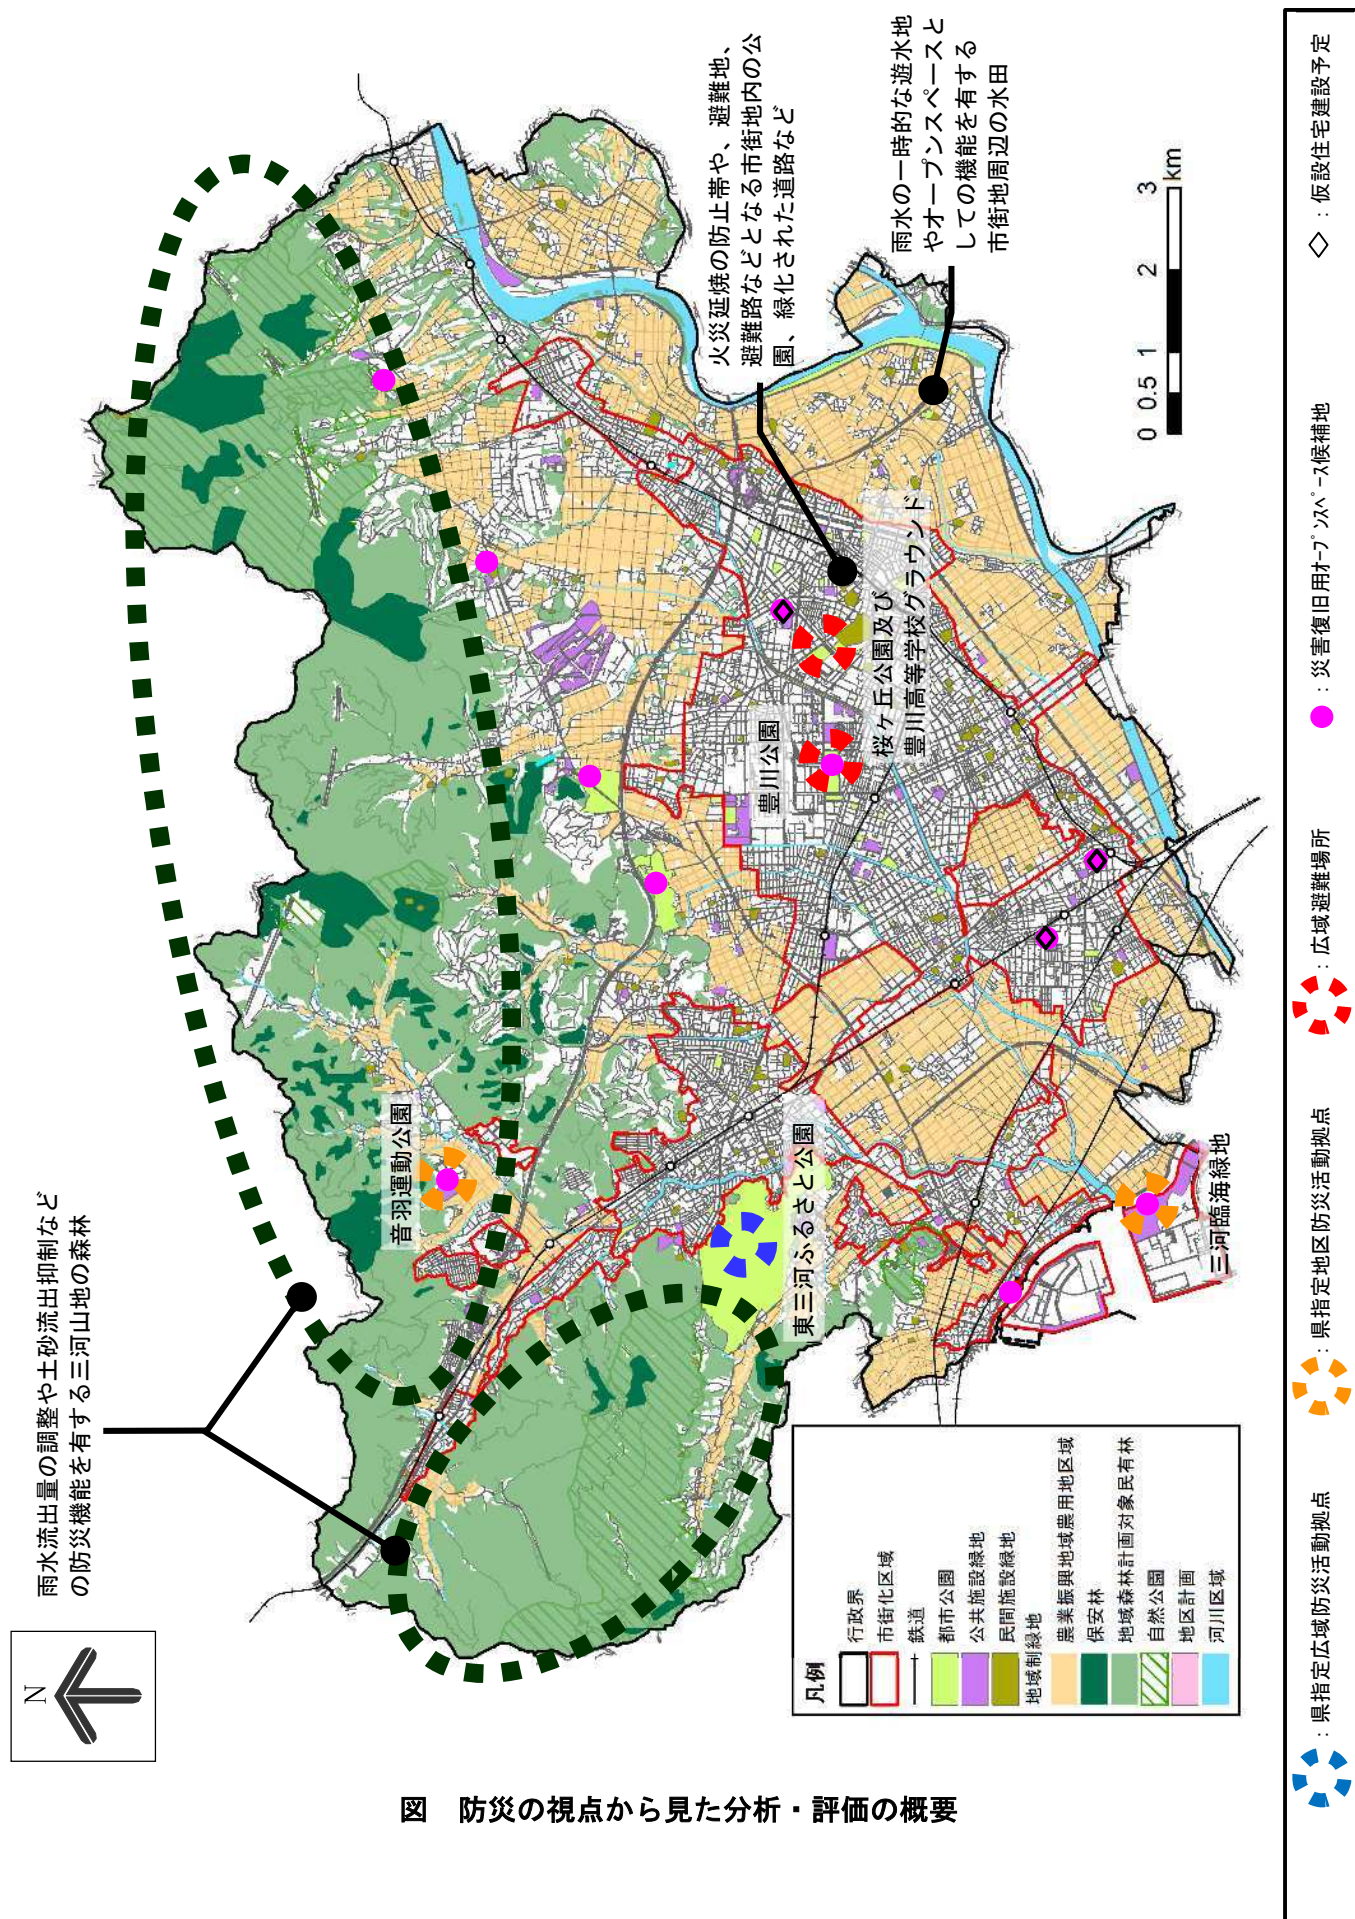 N
雨水流出量の調整や土砂流出抑制など
の防災機能を有する三河山地の森林
火災延焼の防止帯や、避難地、
避難路などとなる市街地内の公
園、緑化された道路など
雨水の一時的な遊水地
やオープンスペースと
しての機能を有する
市街地周辺の水田
音羽運動公園
豊川公園
桜ケ丘公園及び
豊川高等学校グラウンド
東三河ふるさと公園
三河臨海緑地
0 0.5 1 2 3
km
凡例
行政界
市街化区域
鉄道
都市公園
公共施設緑地
民間施設緑地
地域制緑地
農業振興地域農用地区域
保安林
地域森林計画対象民有林
自然公園
地区計画
河川区域
：県指定広域防災活動拠点
：県指定地区防災活動拠点
：広域避難場所
：災害復旧用ｵｰﾌﾟﾝｽﾍﾟｰｽ候補地
：仮設住宅建設予定
図　防災の視点から見た分析・評価の概要